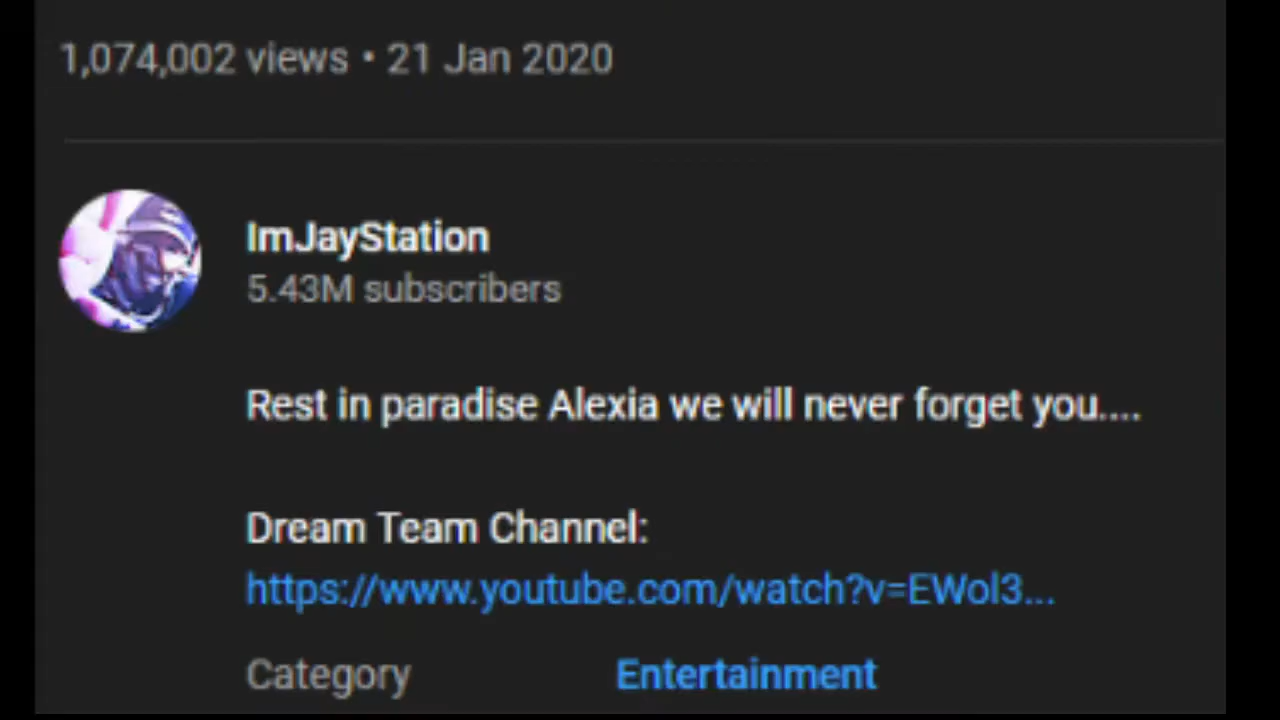 1,074,002 views • 21 Jan 2020
ImJayStation
5.43M subscribers
Rest in paradise Alexia we will never forget you....
Dream Team Channel:
https://www.youtube.com/watch?v=EWol3...
Category Entertainment